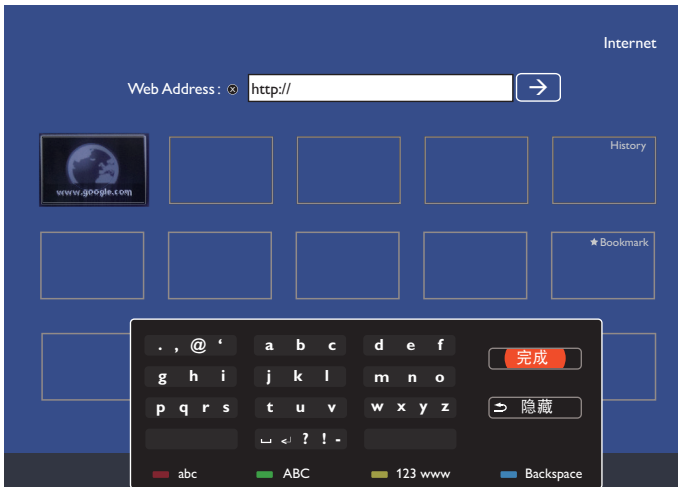 Internet
Web Address : http://
www.google.com
History
★Bookmark
. , @ ‘ a b c d e f
完成
g h i j k l m n o
p q r s t u v w x y z
隐藏
␣ ↲ ? ! -
abc ABC 123 www Backspace